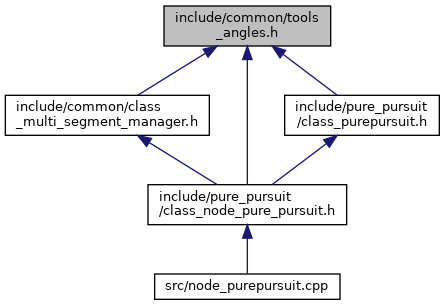 include/common/tools
_angles.h
include/common/class
_multi_segment_manager.h
include/pure_pursuit
/class_purepursuit.h
include/pure_pursuit
/class_node_pure_pursuit.h
src/node_purepursuit.cpp